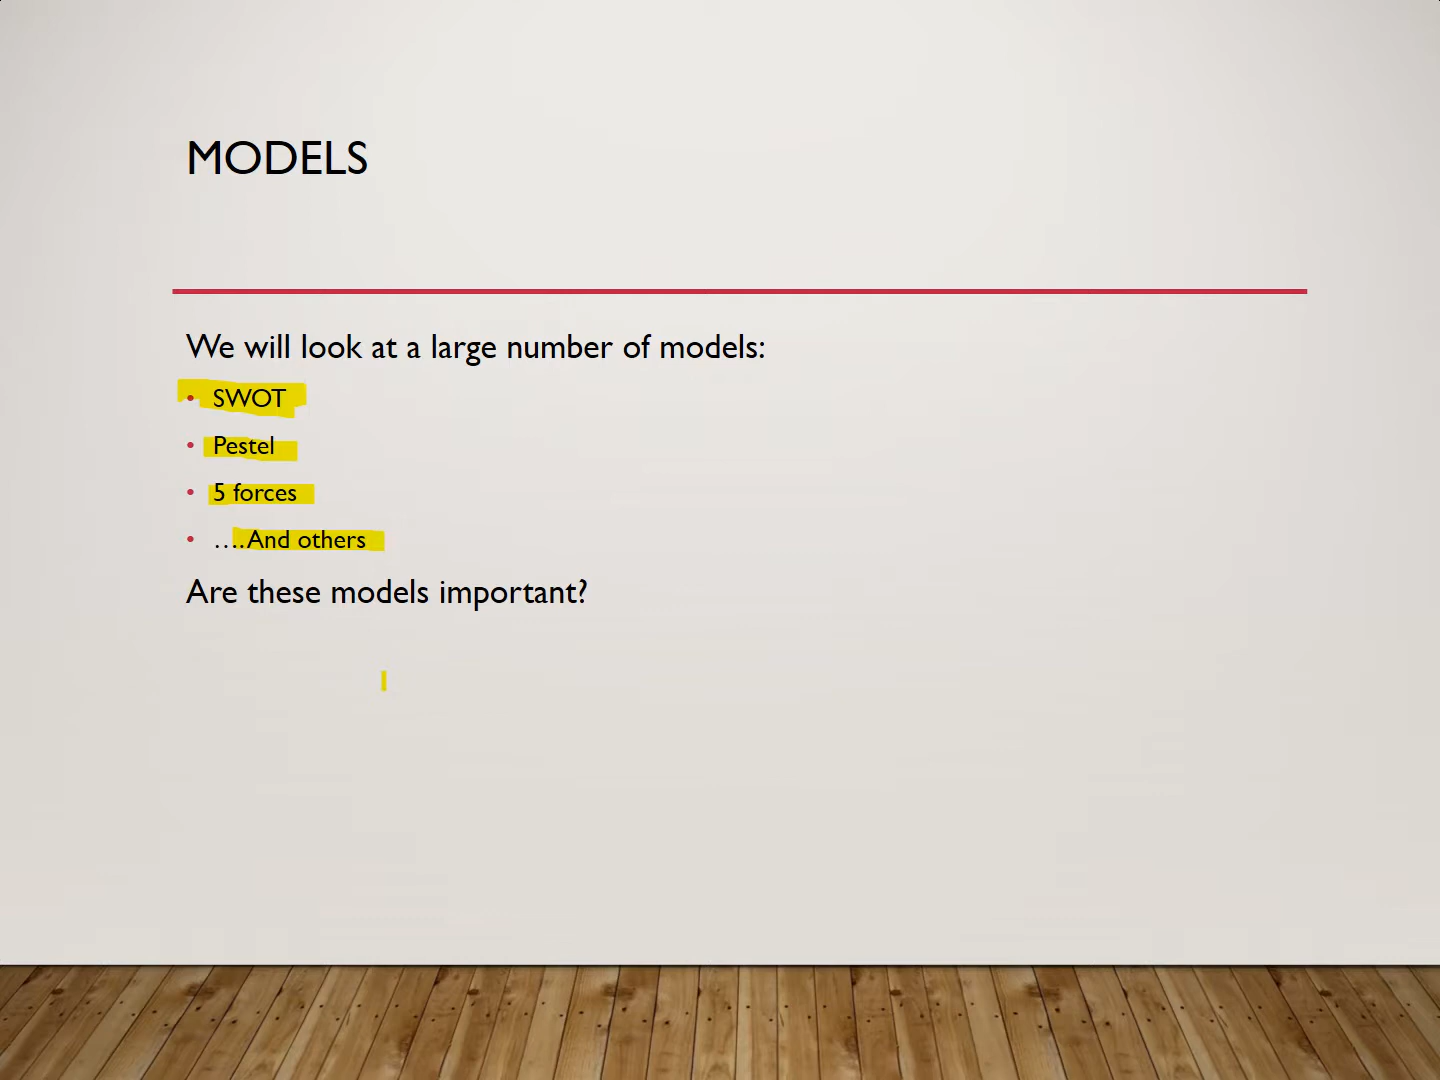 MODELS
We will look at a large number of models:
• SWOT
• Pestel
• 5 forces
• ….And others
Are these models important?